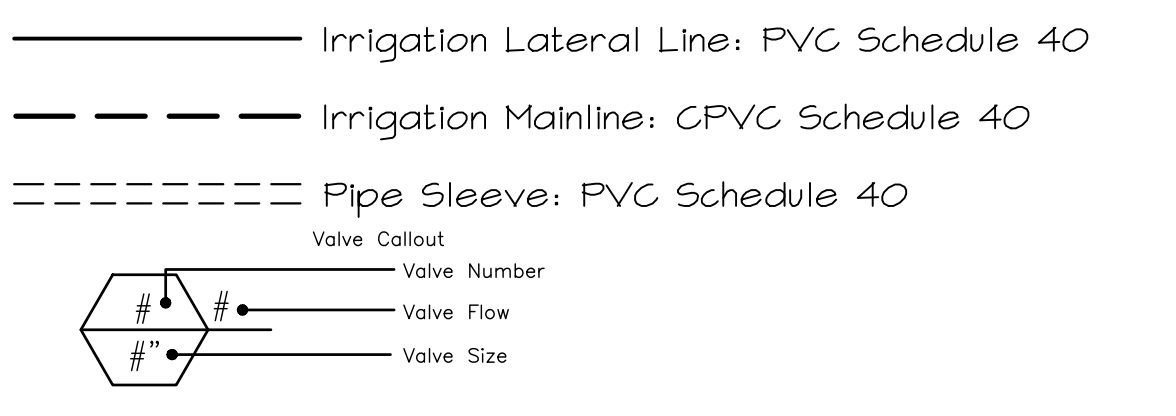 Irrigation Lateral Line: PVC Schedule 40
Irrigation Mainline: CPVC Schedule 40
Pipe Sleeve: PVC Schedule 40
Valve Callout
Valve Number
# #
Valve Flow
#"
Valve Size